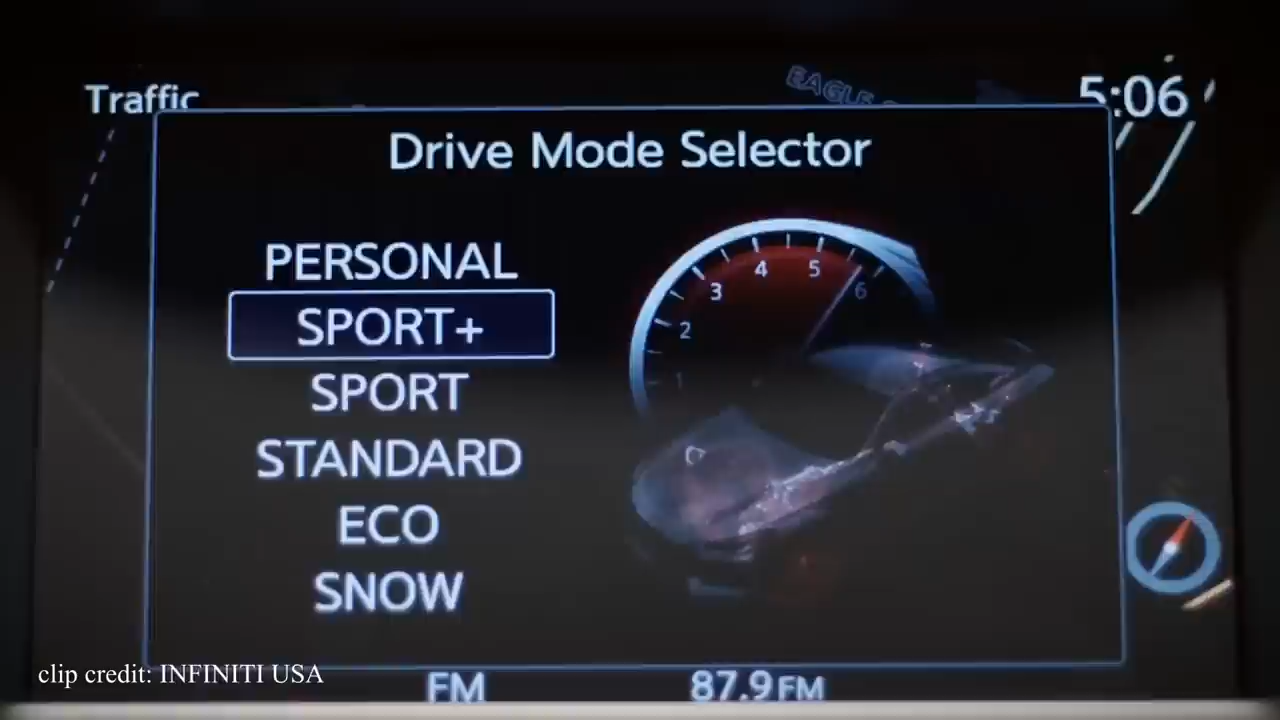 Traffic
EAGLE
5:06
Drive Mode Selector
PERSONAL
SPORT+
SPORT
STANDARD
ECO
SNOW
1
2
3
4
5
6
clip credit: INFINITI USA
FM
87.9 FM